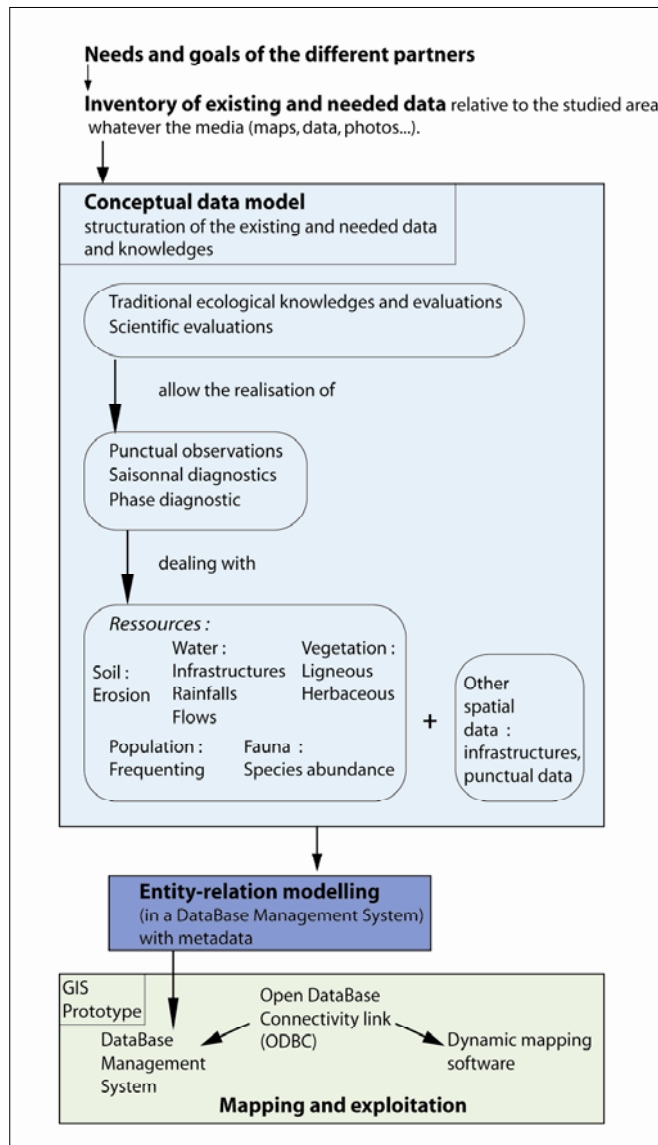 Needs and goals of the different partners
Inventory of existing and needed data relative to the studied area
whatever the media (maps, data, photos...).
Conceptual data model
structuration of the existing and needed data
and knowledges
Traditional ecological knowledges and evaluations
Scientific evaluations
allow the realisation of
Punctual observations
Saisonnal diagnostics
Phase diagnostic
dealing with
Ressources :
Soil :
Erosion
Water :
Infrastructures
Rainfalls
Flows
Vegetation :
Ligneous
Herbaceous
Population :
Frequenting
Fauna :
Species abundance
+
Other
spatial
data :
infrastructures,
punctual data
Entity-relation modelling
(in a DataBase Management System)
with metadata
GIS
Prototype
DataBase
Management
System
Open DataBase
Connectivity link
(ODBC)
Dynamic mapping
software
Mapping and exploitation